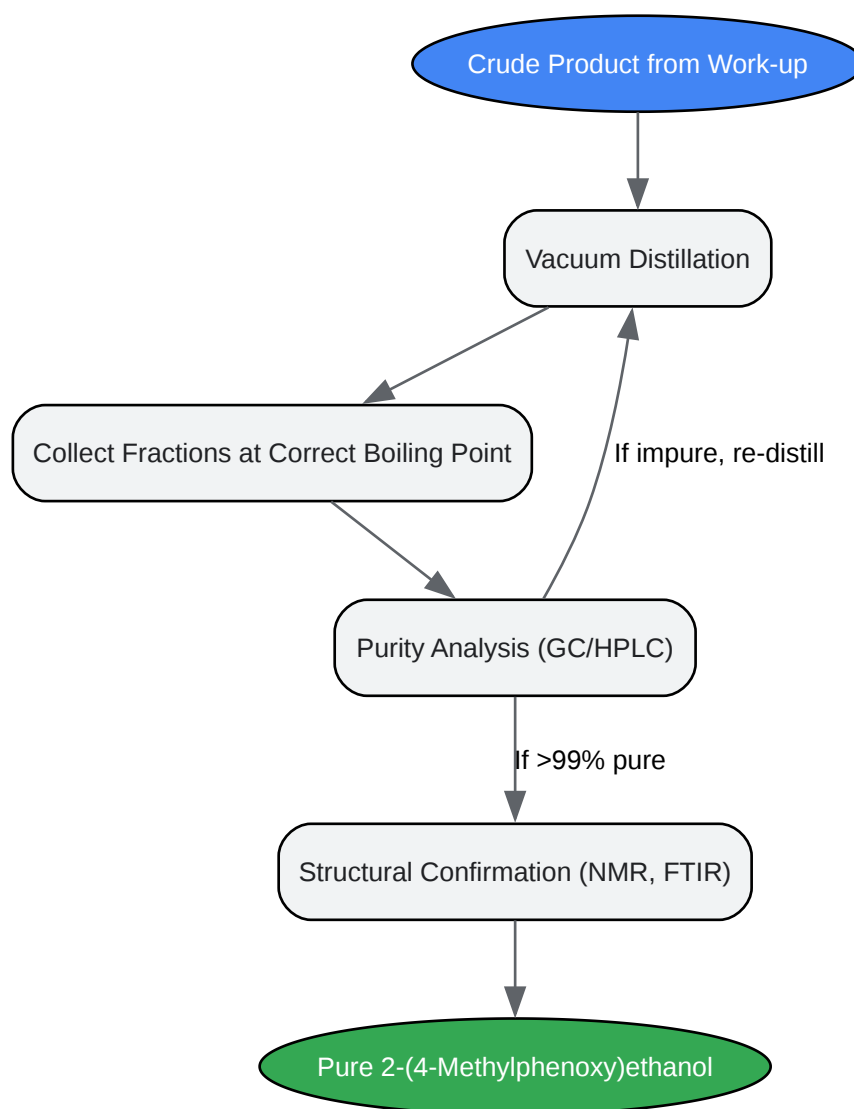 Crude Product from Work-up
Vacuum Distillation
Collect Fractions at Correct Boiling Point
If impure, re-distill
Purity Analysis (GC/HPLC)
If >99% pure
Structural Confirmation (NMR, FTIR)
Pure 2-(4-Methylphenoxy)ethanol